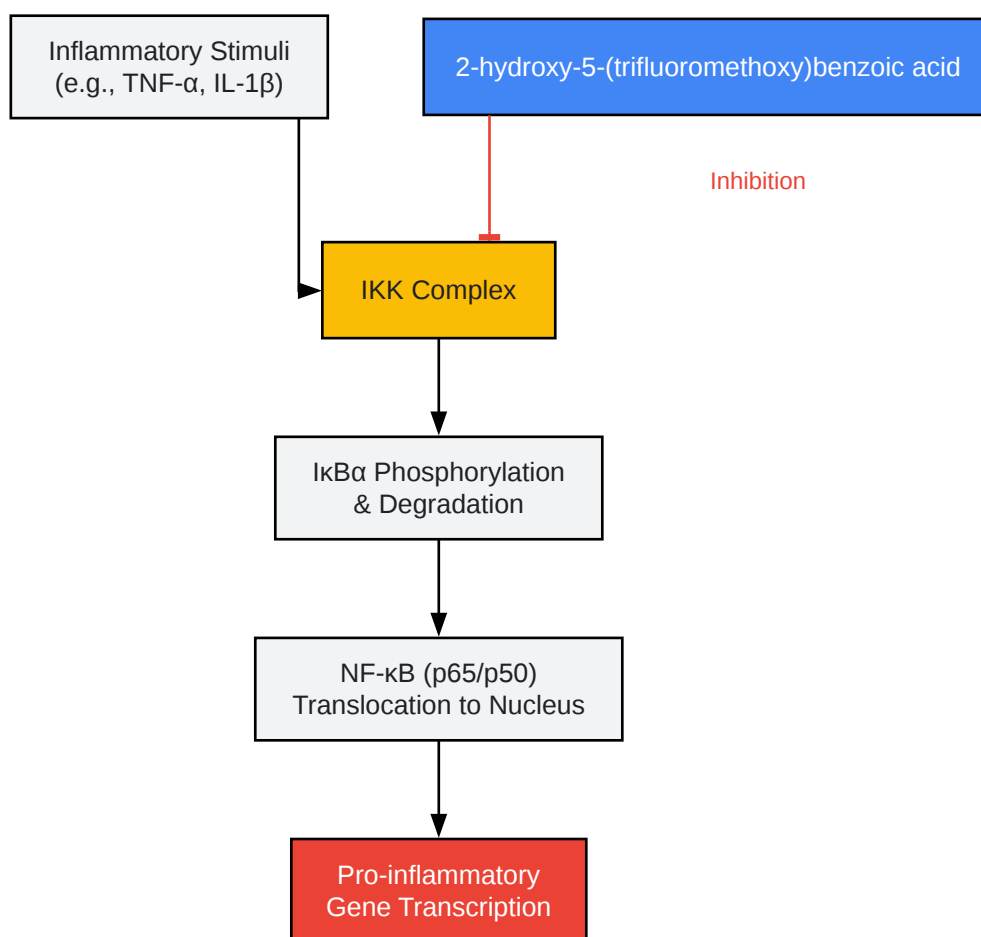 Inflammatory Stimuli
(e.g., TNF-α, IL-1β)
2-hydroxy-5-(trifluoromethoxy)benzoic acid
Inhibition
IKK Complex
IκBα Phosphorylation
& Degradation
NF-κB (p65/p50)
Translocation to Nucleus
Pro-inflammatory
Gene Transcription